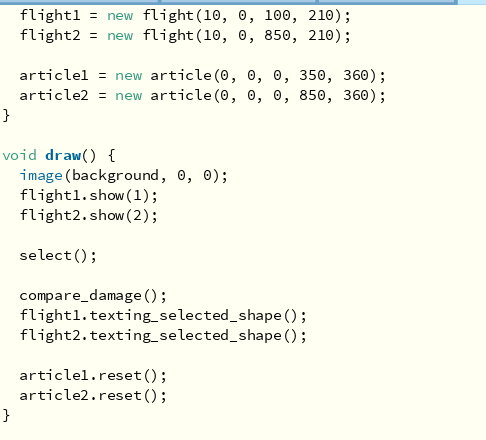 flight1 = new flight(10, 0, 100, 210);
flight2 = new flight(10, 0, 850, 210);
article1 = new article(0, 0, 0, 350, 360);
article2 = new article(0, 0, 0, 850, 360);
}
void draw() {
image(background, 0, 0);
flight1.show(1);
flight2.show(2);
select();
compare_damage();
flight1.texting_selected_shape();
flight2.texting_selected_shape();
article1.reset();
article2.reset();
}